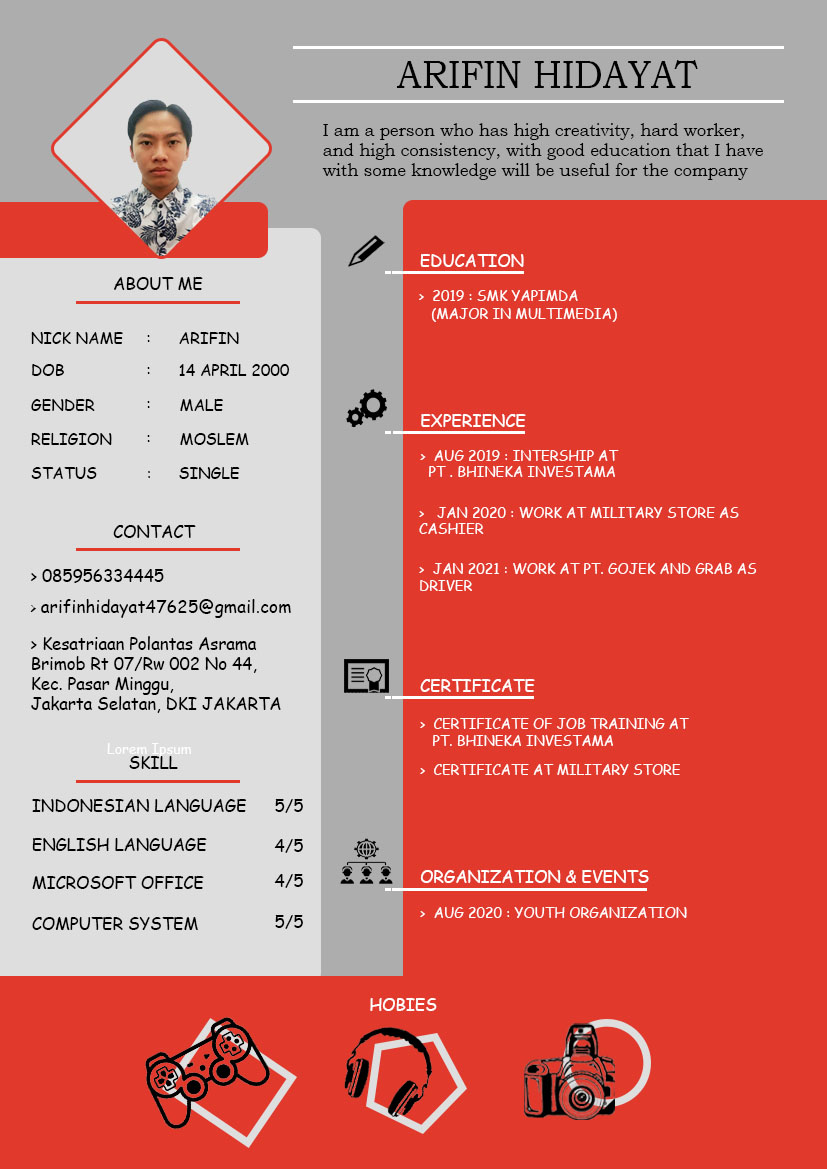 ARIFIN HIDAYAT
I am a person who has high creativity, hard worker,
and high consistency, with good education that I have
with some knowledge will be useful for the company
ABOUT ME
NICK NAME : ARIFIN
DOB : 14 APRIL 2000
GENDER : MALE
RELIGION : MOSLEM
STATUS : SINGLE
CONTACT
> 085956334445
> arifinhidayat47625@gmail.com
> Kesatriaan Polantas Asrama
Brimob Rt 07/Rw 002 No 44,
Kec. Pasar Minggu,
Jakarta Selatan, DKI JAKARTA
Lorem Ipsum
SKILL
INDONESIAN LANGUAGE 5/5
ENGLISH LANGUAGE 4/5
MICROSOFT OFFICE 4/5
COMPUTER SYSTEM 5/5
EDUCATION
> 2019 : SMK YAPIMDA
(MAJOR IN MULTIMEDIA)
EXPERIENCE
> AUG 2019 : INTERSHIP AT
PT . BHINEKA INVESTAMA
> JAN 2020 : WORK AT MILITARY STORE AS
CASHIER
> JAN 2021 : WORK AT PT. GOJEK AND GRAB AS
DRIVER
CERTIFICATE
> CERTIFICATE OF JOB TRAINING AT
PT. BHINEKA INVESTAMA
> CERTIFICATE AT MILITARY STORE
ORGANIZATION & EVENTS
> AUG 2020 : YOUTH ORGANIZATION
HOBIES